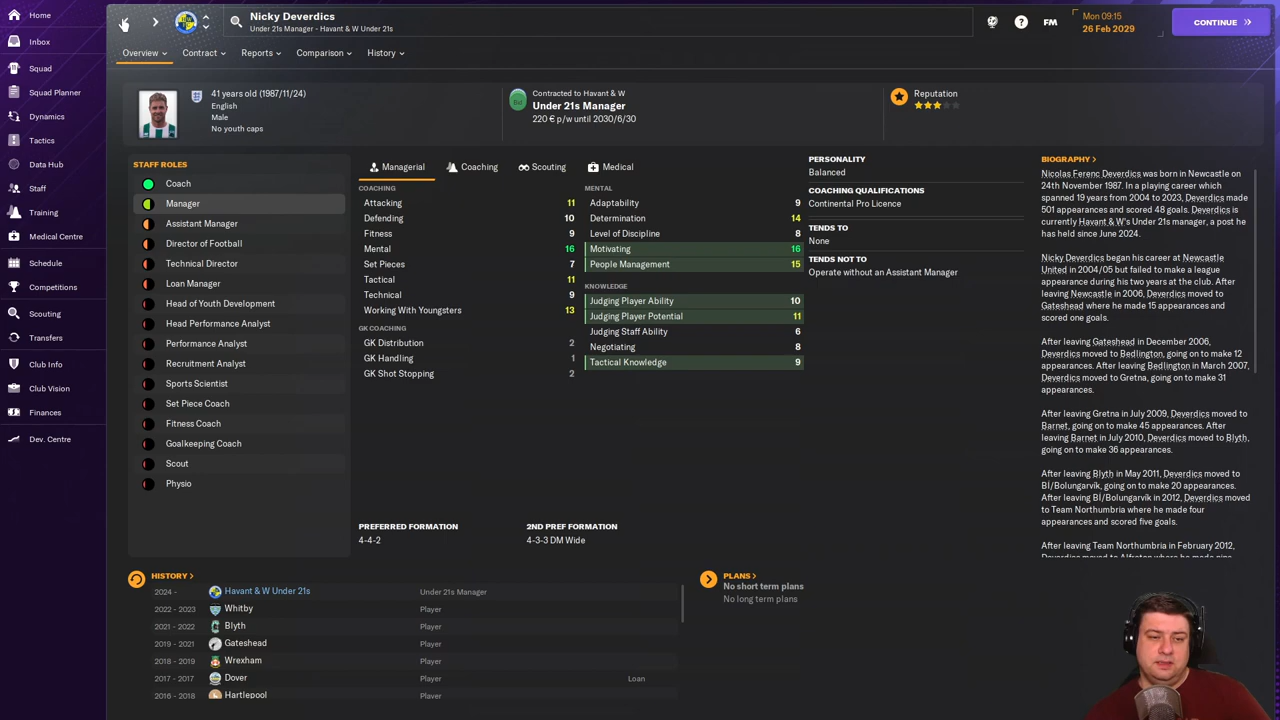 Home
Inbox
Squad
Squad Planner
Dynamics
Tactics
Data Hub
Staff
Training
Medical Centre
Schedule
Competitions
Scouting
Transfers
Club Info
Club Vision
Finances
Dev. Centre
Nicky Deverdics
Under 21s Manager - Havant & W Under 21s
FM
Mon 09:15
26 Feb 2029
CONTINUE
Overview
Contract
Reports
Comparison
History
41 years old (1987/11/24)
English
Male
No youth caps
Contracted to Havant & W
Under 21s Manager
220 € p/w until 2030/6/30
Reputation
STAFF ROLES
Coach
Manager
Assistant Manager
Director of Football
Technical Director
Loan Manager
Head of Youth Development
Head Performance Analyst
Performance Analyst
Recruitment Analyst
Sports Scientist
Set Piece Coach
Fitness Coach
Goalkeeping Coach
Scout
Physio
Managerial
Coaching
Scouting
Medical
COACHING
Attacking 11
Defending 10
Fitness 9
Mental 16
Set Pieces 7
Tactical 11
Technical 9
Working With Youngsters 13
GK COACHING
GK Distribution 2
GK Handling 1
GK Shot Stopping 2
MENTAL
Adaptability 9
Determination 14
Level of Discipline 8
Motivating 16
People Management 15
KNOWLEDGE
Judging Player Ability 10
Judging Player Potential 11
Judging Staff Ability 6
Negotiating 8
Tactical Knowledge 9
PREFERRED FORMATION
4-4-2
2ND PREF FORMATION
4-3-3 DM Wide
PERSONALITY
Balanced
COACHING QUALIFICATIONS
Continental Pro Licence
TENDS TO
None
TENDS NOT TO
Operate without an Assistant Manager
BIOGRAPHY >
Nicolas Ferenc Deverdics was born in Newcastle on
24th November 1987. In a playing career which
spanned 19 years from 2004 to 2023, Deverdics made
501 appearances and scored 48 goals. Deverdics is
currently Havant & W's Under 21s manager, a post he
has held since June 2024.
Nicky Deverdics began his career at Newcastle
United in 2004/05 but failed to make a league
appearance during his two years at the club. After
leaving Newcastle in 2006, Deverdics moved to
Gateshead where he made 15 appearances and
scored one goals.
After leaving Gateshead in December 2006,
Deverdics moved to Bedlington, going on to make 12
appearances. After leaving Bedlington in March 2007,
Deverdics moved to Gretna, going on to make 31
appearances.
After leaving Gretna in July 2009, Deverdics moved to
Barnet, going on to make 45 appearances. After
leaving Barnet in July 2010, Deverdics moved to Blyth,
going on to make 36 appearances.
After leaving Blyth in May 2011, Deverdics moved to
BÍ/Bolungarvík, going on to make 20 appearances.
After leaving BÍ/Bolungarvík in 2012, Deverdics moved
to Team Northumbria where he made four
appearances and scored five goals.
After leaving Team Northumbria in February 2012,
Deverdics moved to Alfreton where he made nine
HISTORY >
2024 - Havant & W Under 21s Under 21s Manager
2022 - 2023 Whitby Player
2021 - 2022 Blyth Player
2019 - 2021 Gateshead Player
2018 - 2019 Wrexham Player
2017 - 2017 Dover Player Loan
2016 - 2018 Hartlepool Player
PLANS >
No short term plans
No long term plans